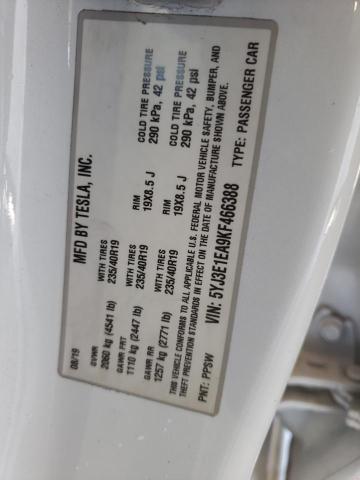 MFD BY TESLA, INC.
08/19
GVWR
2060 kg (4541 lb)
GAWR FRT WITH TIRES RIM COLD TIRE PRESSURE
1110 kg (2447 lb) 235/40R19 19X8.5 J 290 kPa, 42 psi
GAWR RR WITH TIRES RIM COLD TIRE PRESSURE
1257 kg (2771 lb) 235/40R19 19X8.5 J 290 kPa, 42 psi
THIS VEHICLE CONFORMS TO ALL APPLICABLE U.S. FEDERAL MOTOR VEHICLE SAFETY, BUMPER, AND
THEFT PREVENTION STANDARDS IN EFFECT ON THE DATE OF MANUFACTURE SHOWN ABOVE.
VIN: 5YJ3E1EA9KF466388 TYPE: PASSENGER CAR
PNT: PPSW